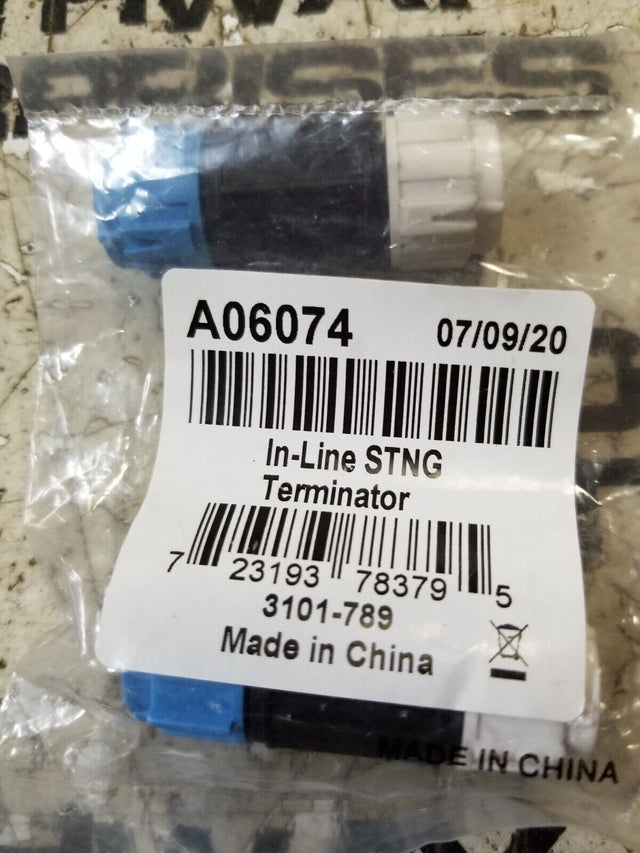 A06074
07/09/20
In-Line STNG
Terminator
7 23193 78379 5
3101-789
Made in China
MADE IN CHINA